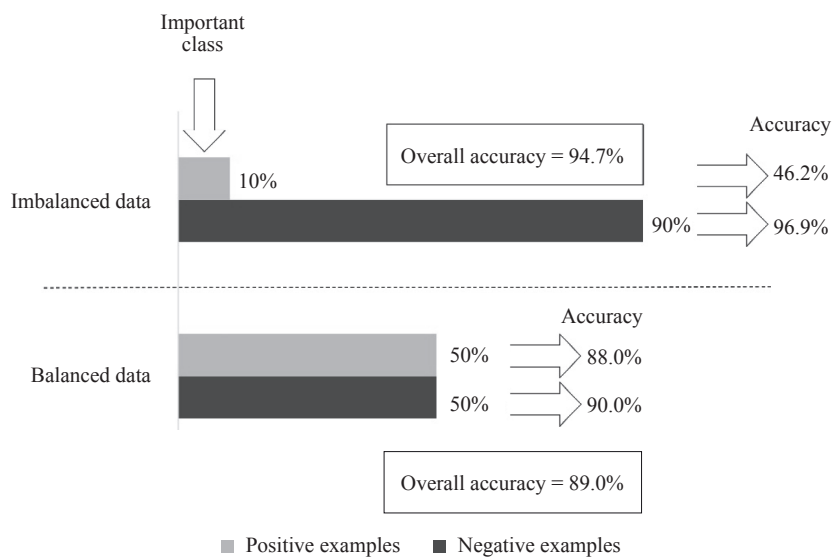 Important
class
Accuracy
Overall accuracy = 94.7%
46.2%
10%
Imbalanced data
90%
96.9%
Accuracy
50%
88.0%
Balanced data
50%
90.0%
Overall accuracy = 89.0%
Positive examples
Negative examples